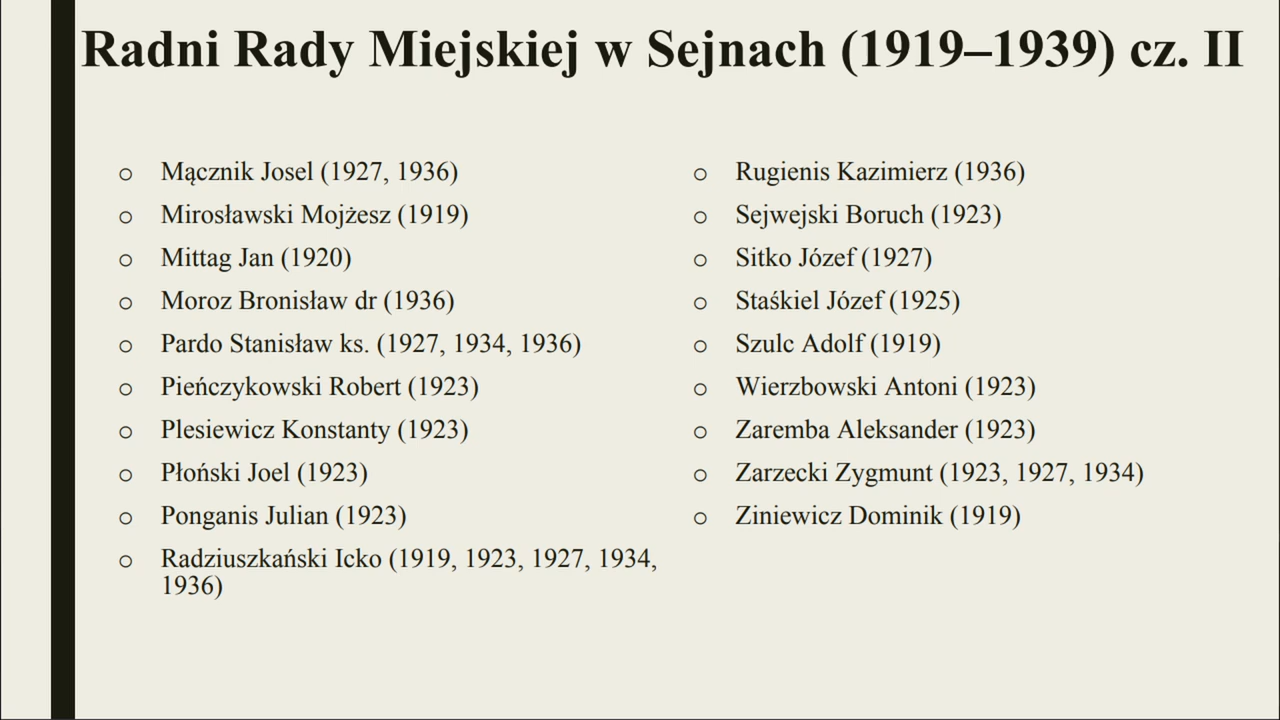 Radni Rady Miejskiej w Sejnach (1919–1939) cz. II
o Mącznik Josel (1927, 1936)
o Mirosławski Mojżesz (1919)
o Mittag Jan (1920)
o Moroz Bronisław dr (1936)
o Pardo Stanisław ks. (1927, 1934, 1936)
o Pieńczykowski Robert (1923)
o Plesiewicz Konstanty (1923)
o Płoński Joel (1923)
o Ponganis Julian (1923)
o Radziuszkański Icko (1919, 1923, 1927, 1934,
1936)
o Rugienis Kazimierz (1936)
o Sejwejski Boruch (1923)
o Sitko Józef (1927)
o Staśkiel Józef (1925)
o Szulc Adolf (1919)
o Wierzbowski Antoni (1923)
o Zaremba Aleksander (1923)
o Zarzecki Zygmunt (1923, 1927, 1934)
o Ziniewicz Dominik (1919)